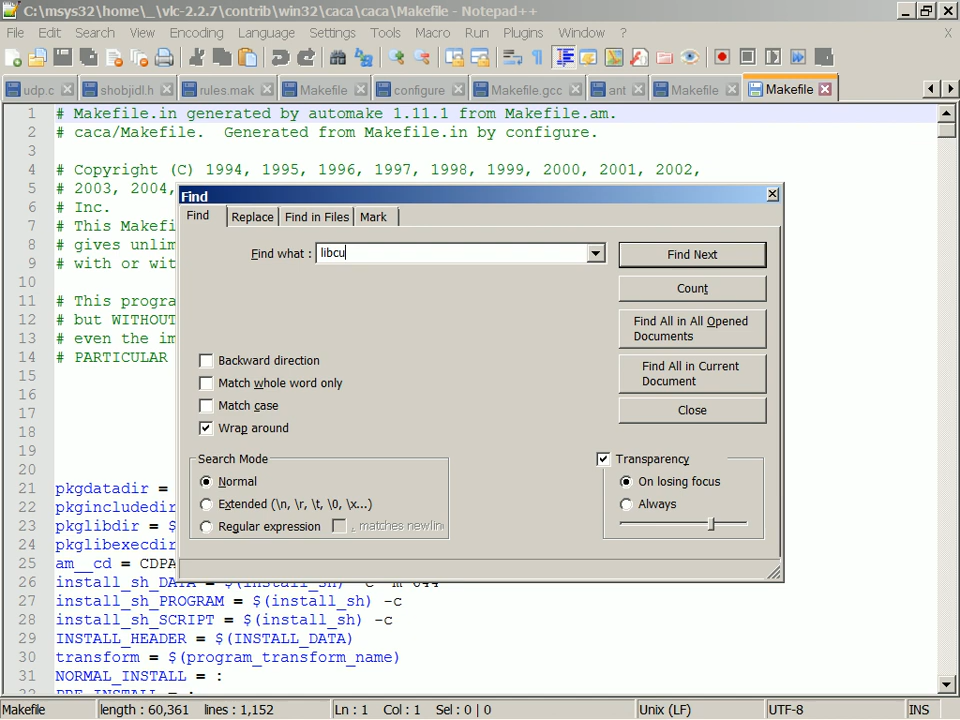 C:\msys32\home\_\vlc-2.2.7\contrib\win32\caca\caca\Makefile - Notepad++
File Edit Search View Encoding Language Settings Tools Macro Run Plugins Window ? X
udp.c shobjidl.h rules.mak Makefile configure Makefile.gcc ant Makefile Makefile
1 # Makefile.in generated by automake 1.11.1 from Makefile.am.
2 # caca/Makefile. Generated from Makefile.in by configure.
3
4 # Copyright (C) 1994, 1995, 1996, 1997, 1998, 1999, 2000, 2001, 2002,
5 # 2003, 2004,
6 # Inc.
7 # This Makefi
8 # gives unlim
9 # with or wit
10
11 # This progra
12 # but WITHOUT
13 # even the im
14 # PARTICULAR
15
16
17
18
19
20
21 pkgdatadir =
22 pkgincludedir
23 pkglibdir = $
24 pkglibexecdir
25 am__cd = CDPA
26 install_sh_DATA = $(install_sh) -c -m 644
27 install_sh_PROGRAM = $(install_sh) -c
28 install_sh_SCRIPT = $(install_sh) -c
29 INSTALL_HEADER = $(INSTALL_DATA)
30 transform = $(program_transform_name)
31 NORMAL_INSTALL = :
32 PRE_INSTALL = :
Find
Find Replace Find in Files Mark
Find what : libcu
Find Next
Count
Find All in All Opened
Documents
Find All in Current
Document
Close
Backward direction
Match whole word only
Match case
Wrap around
Search Mode
Normal
Extended (\n, \r, \t, \0, \x...)
Regular expression . matches newlin
Transparency
On losing focus
Always
Makefile length : 60,361 lines : 1,152 Ln : 1 Col : 1 Sel : 0 | 0 Unix (LF) UTF-8 INS